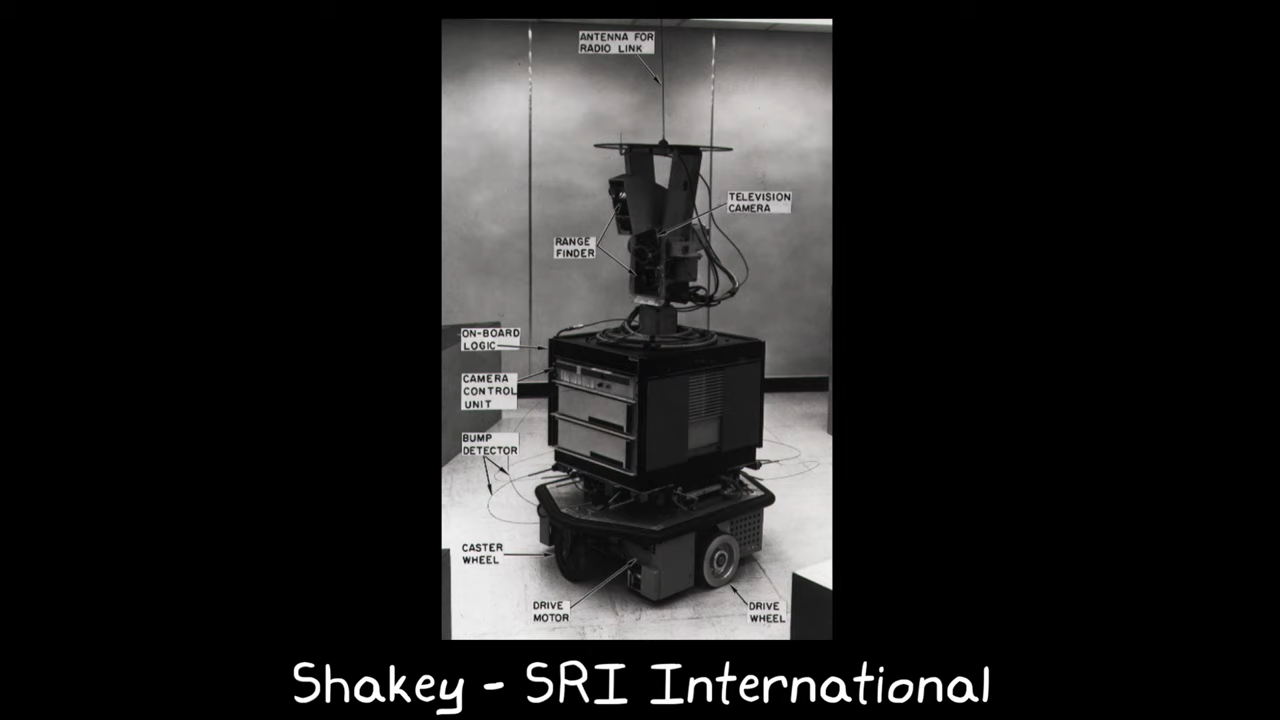 ANTENNA FOR
RADIO LINK
TELEVISION
CAMERA
RANGE
FINDER
ON-BOARD
LOGIC
CAMERA
CONTROL
UNIT
BUMP
DETECTOR
CASTER
WHEEL
DRIVE
MOTOR
DRIVE
WHEEL
Shakey - SRI International